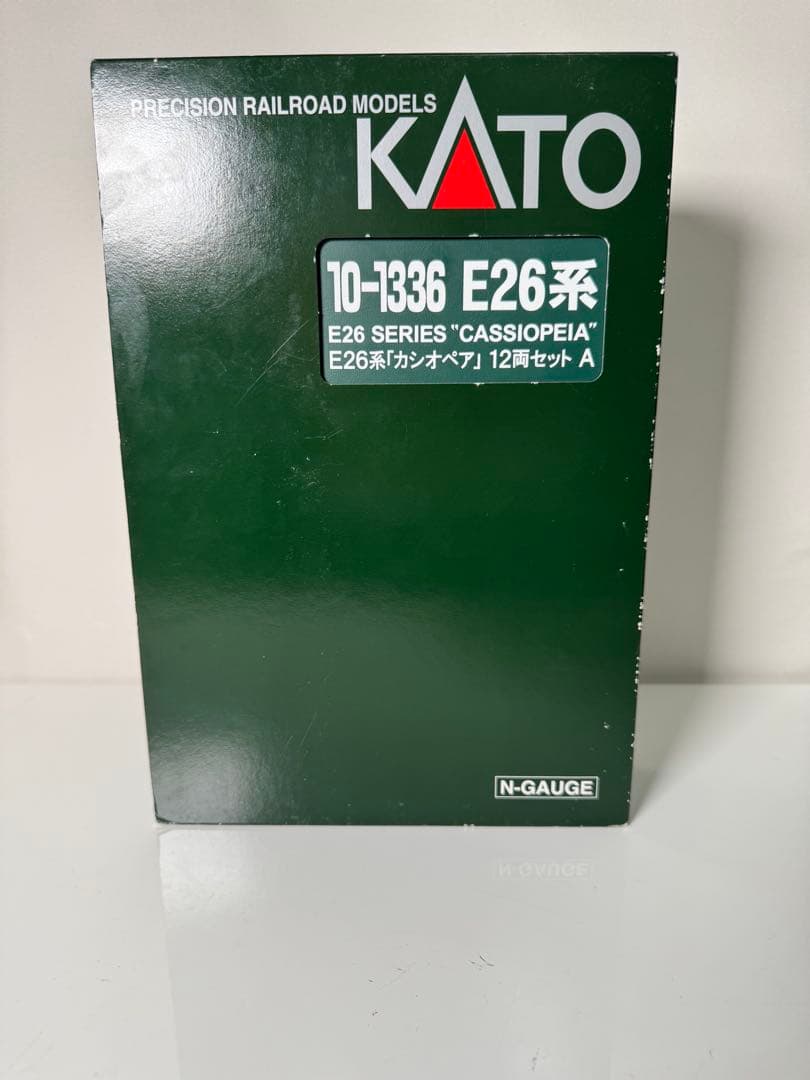 PRECISION RAILROAD MODELS
KATO
10-1336 E26系
E26 SERIES "CASSIOPEIA"
E26系「カシオペア」 12両セット A
N-GAUGE